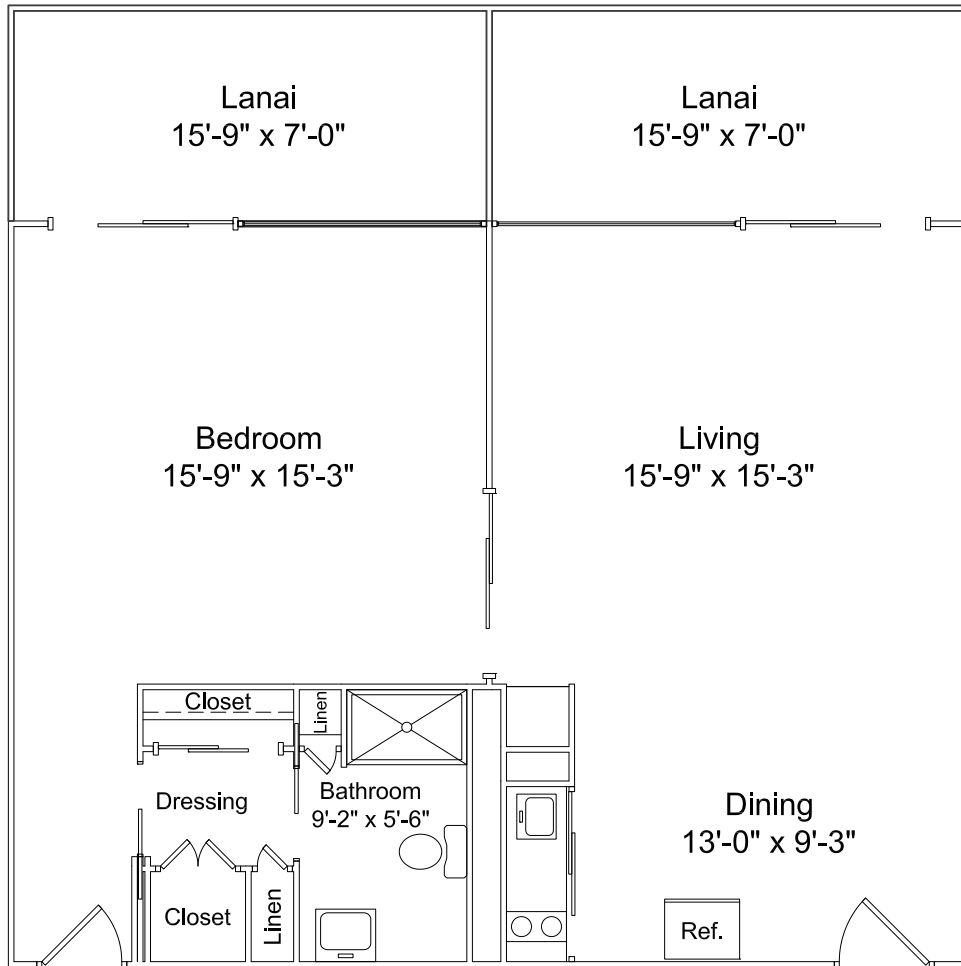 Lanai
15'-9" x 7'-0"
Lanai
15'-9" x 7'-0"
Bedroom
15'-9" x 15'-3"
Living
15'-9" x 15'-3"
Closet
Linen
Dressing
Bathroom
9'-2" x 5'-6"
Dining
13'-0" x 9'-3"
Closet
Linen
Ref.